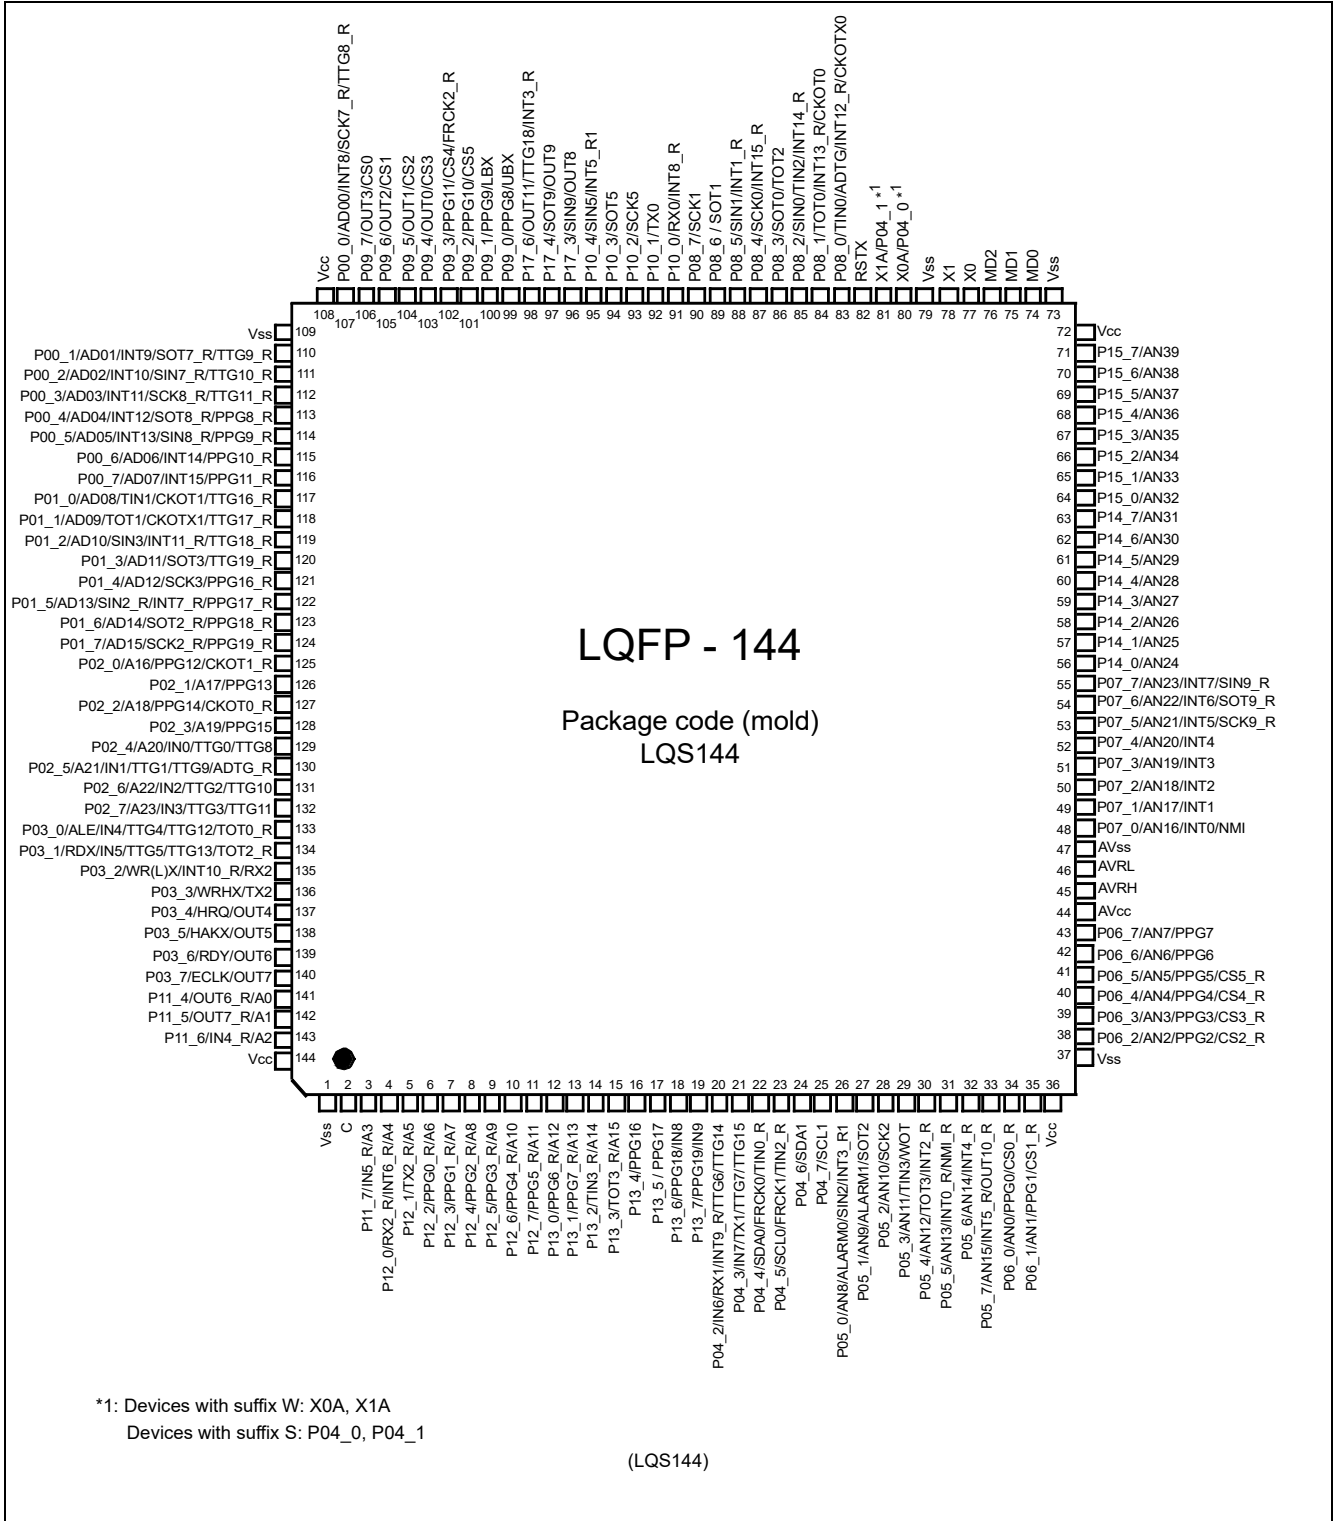 Vcc
P00_0/AD00/INT8/SCK7_R/TTG8_R
P09_7/OUT3/CS0
P09_6/OUT2/CS1
P09_5/OUT1/CS2
P09_4/OUT0/CS3
P09_3/PPG11/CS4/FRCK2_R
P09_2/PPG10/CS5
P09_1/PPG9/LBX
P09_0/PPG8/UBX
P17_6/OUT11/TTG18/INT3_R
P17_4/SOT9/OUT9
P17_3/SIN9/OUT8
P10_4/SIN5/INT5_R1
P10_3/SOT5
P10_2/SCK5
P10_1/TX0
P10_0/RX0/INT8_R
P08_7/SCK1
P08_6 / SOT1
P08_5/SIN1/INT1_R
P08_4/SCK0/INT15_R
P08_3/SOT0/TOT2
P08_2/SIN0/TIN2/INT14_R
P08_1/TOT0/INT13_R/CKOT0
P08_0/TIN0/ADTG/INT12_R/CKOTX0
RSTX
X1A/P04_1 *1
X0A/P04_0 *1
Vss
X1
X0
MD2
MD1
MD0
Vss
108 107 106 105 104 103 102 101 100 99 98 97 96 95 94 93 92 91 90 89 88 87 86 85 84 83 82 81 80 79 78 77 76 75 74 73
Vss 109
P00_1/AD01/INT9/SOT7_R/TTG9_R 110
P00_2/AD02/INT10/SIN7_R/TTG10_R 111
P00_3/AD03/INT11/SCK8_R/TTG11_R 112
P00_4/AD04/INT12/SOT8_R/PPG8_R 113
P00_5/AD05/INT13/SIN8_R/PPG9_R 114
P00_6/AD06/INT14/PPG10_R 115
P00_7/AD07/INT15/PPG11_R 116
P01_0/AD08/TIN1/CKOT1/TTG16_R 117
P01_1/AD09/TOT1/CKOTX1/TTG17_R 118
P01_2/AD10/SIN3/INT11_R/TTG18_R 119
P01_3/AD11/SOT3/TTG19_R 120
P01_4/AD12/SCK3/PPG16_R 121
P01_5/AD13/SIN2_R/INT7_R/PPG17_R 122
P01_6/AD14/SOT2_R/PPG18_R 123
P01_7/AD15/SCK2_R/PPG19_R 124
P02_0/A16/PPG12/CKOT1_R 125
P02_1/A17/PPG13 126
P02_2/A18/PPG14/CKOT0_R 127
P02_3/A19/PPG15 128
P02_4/A20/IN0/TTG0/TTG8 129
P02_5/A21/IN1/TTG1/TTG9/ADTG_R 130
P02_6/A22/IN2/TTG2/TTG10 131
P02_7/A23/IN3/TTG3/TTG11 132
P03_0/ALE/IN4/TTG4/TTG12/TOT0_R 133
P03_1/RDX/IN5/TTG5/TTG13/TOT2_R 134
P03_2/WR(L)X/INT10_R/RX2 135
P03_3/WRHX/TX2 136
P03_4/HRQ/OUT4 137
P03_5/HAKX/OUT5 138
P03_6/RDY/OUT6 139
P03_7/ECLK/OUT7 140
P11_4/OUT6_R/A0 141
P11_5/OUT7_R/A1 142
P11_6/IN4_R/A2 143
Vcc 144
LQFP - 144
Package code (mold)
LQS144
72 Vcc
71 P15_7/AN39
70 P15_6/AN38
69 P15_5/AN37
68 P15_4/AN36
67 P15_3/AN35
66 P15_2/AN34
65 P15_1/AN33
64 P15_0/AN32
63 P14_7/AN31
62 P14_6/AN30
61 P14_5/AN29
60 P14_4/AN28
59 P14_3/AN27
58 P14_2/AN26
57 P14_1/AN25
56 P14_0/AN24
55 P07_7/AN23/INT7/SIN9_R
54 P07_6/AN22/INT6/SOT9_R
53 P07_5/AN21/INT5/SCK9_R
52 P07_4/AN20/INT4
51 P07_3/AN19/INT3
50 P07_2/AN18/INT2
49 P07_1/AN17/INT1
48 P07_0/AN16/INT0/NMI
47 AVss
46 AVRL
45 AVRH
44 AVcc
43 P06_7/AN7/PPG7
42 P06_6/AN6/PPG6
41 P06_5/AN5/PPG5/CS5_R
40 P06_4/AN4/PPG4/CS4_R
39 P06_3/AN3/PPG3/CS3_R
38 P06_2/AN2/PPG2/CS2_R
37 Vss
1 2 3 4 5 6 7 8 9 10 11 12 13 14 15 16 17 18 19 20 21 22 23 24 25 26 27 28 29 30 31 32 33 34 35 36
Vss
C
P11_7/IN5_R/A3
P12_0/RX2_R/INT6_R/A4
P12_1/TX2_R/A5
P12_2/PPG0_R/A6
P12_3/PPG1_R/A7
P12_4/PPG2_R/A8
P12_5/PPG3_R/A9
P12_6/PPG4_R/A10
P12_7/PPG5_R/A11
P13_0/PPG6_R/A12
P13_1/PPG7_R/A13
P13_2/TIN3_R/A14
P13_3/TOT3_R/A15
P13_4/PPG16
P13_5 / PPG17
P13_6/PPG18/IN8
P13_7/PPG19/IN9
P04_2/IN6/RX1/INT9_R/TTG6/TTG14
P04_3/IN7/TX1/TTG7/TTG15
P04_4/SDA0/FRCK0/TIN0_R
P04_5/SCL0/FRCK1/TIN2_R
P04_6/SDA1
P04_7/SCL1
P05_0/AN8/ALARM0/SIN2/INT3_R1
P05_1/AN9/ALARM1/SOT2
P05_2/AN10/SCK2
P05_3/AN11/TIN3/WOT
P05_4/AN12/TOT3/INT2_R
P05_5/AN13/INT0_R/NMI_R
P05_6/AN14/INT4_R
P05_7/AN15/INT5_R/OUT10_R
P06_0/AN0/PPG0/CS0_R
P06_1/AN1/PPG1/CS1_R
Vcc
*1: Devices with suffix W: X0A, X1A
Devices with suffix S: P04_0, P04_1
(LQS144)